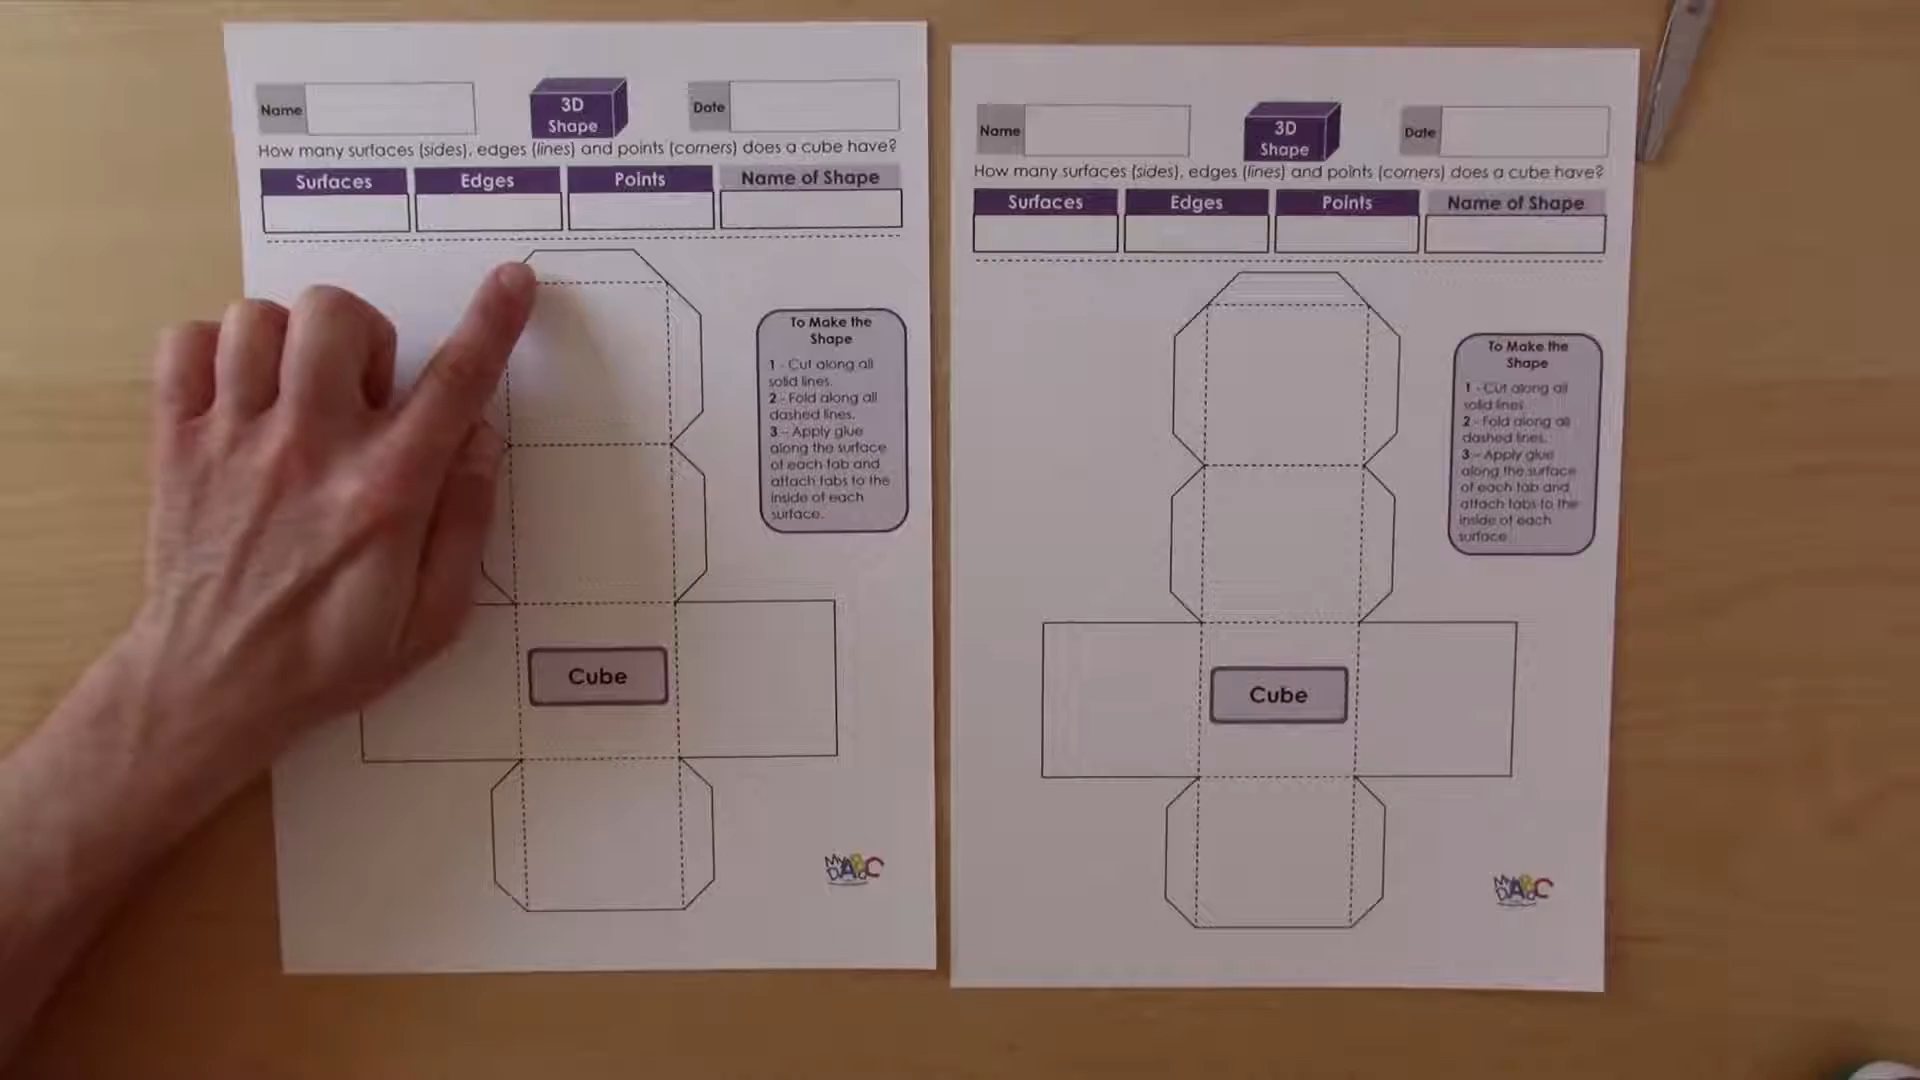 Name
3D
Shape
Date
How many surfaces (sides), edges (lines) and points (corners) does a cube have?
Surfaces
Edges
Points
Name of Shape
To Make the
Shape
1 - Cut along all
solid lines.
2 - Fold along all
dashed lines.
3 – Apply glue
along the surface
of each tab and
attach tabs to the
inside of each
surface.
Cube
Name
3D
Shape
Date
How many surfaces (sides), edges (lines) and points (corners) does a cube have?
Surfaces
Edges
Points
Name of Shape
To Make the
Shape
1 - Cut along all
solid lines.
2 - Fold along all
dashed lines.
3 – Apply glue
along the surface
of each tab and
attach tabs to the
inside of each
surface.
Cube